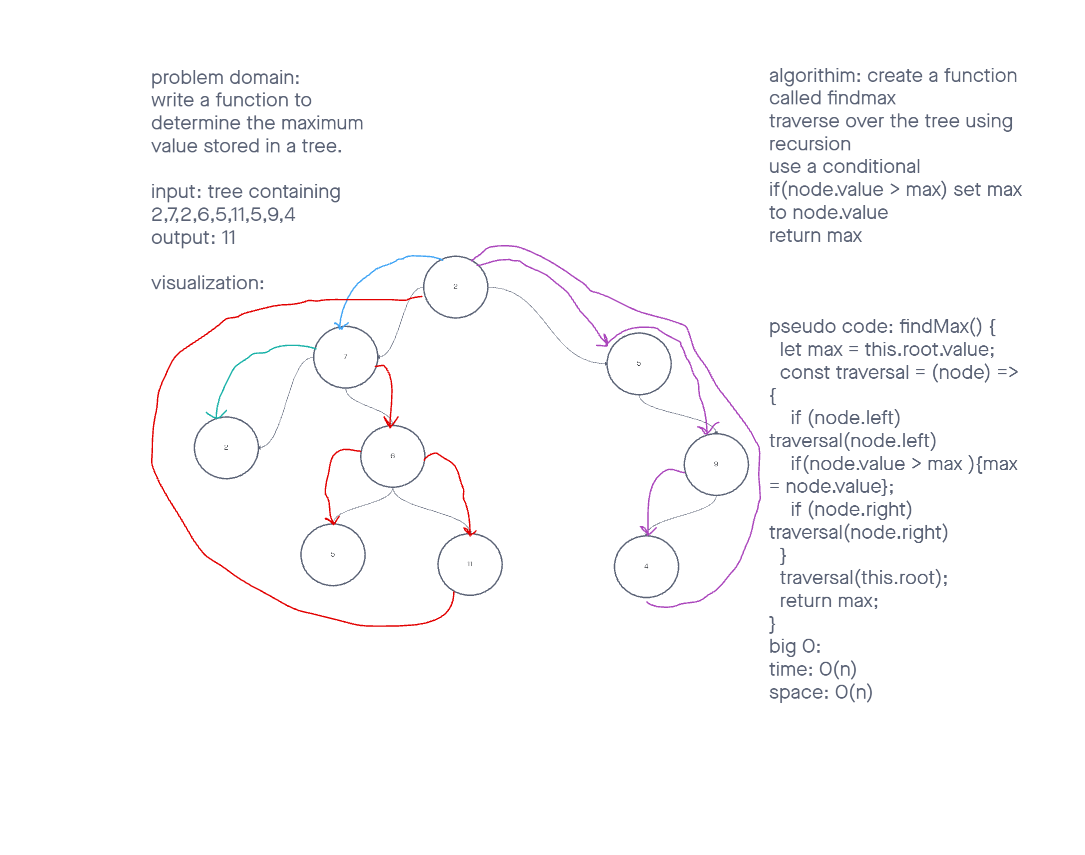 problem domain:
write a function to
determine the maximum
value stored in a tree.
input: tree containing
2,7,2,6,5,11,5,9,4
output: 11
visualization:
2
7
5
2
6
9
5
11
4
algorithim: create a function
called findmax
traverse over the tree using
recursion
use a conditional
if(node.value > max) set max
to node.value
return max
pseudo code: findMax() {
let max = this.root.value;
const traversal = (node) =>
{
if (node.left)
traversal(node.left)
if(node.value > max ){max
= node.value};
if (node.right)
traversal(node.right)
}
traversal(this.root);
return max;
}
big O:
time: O(n)
space: O(n)